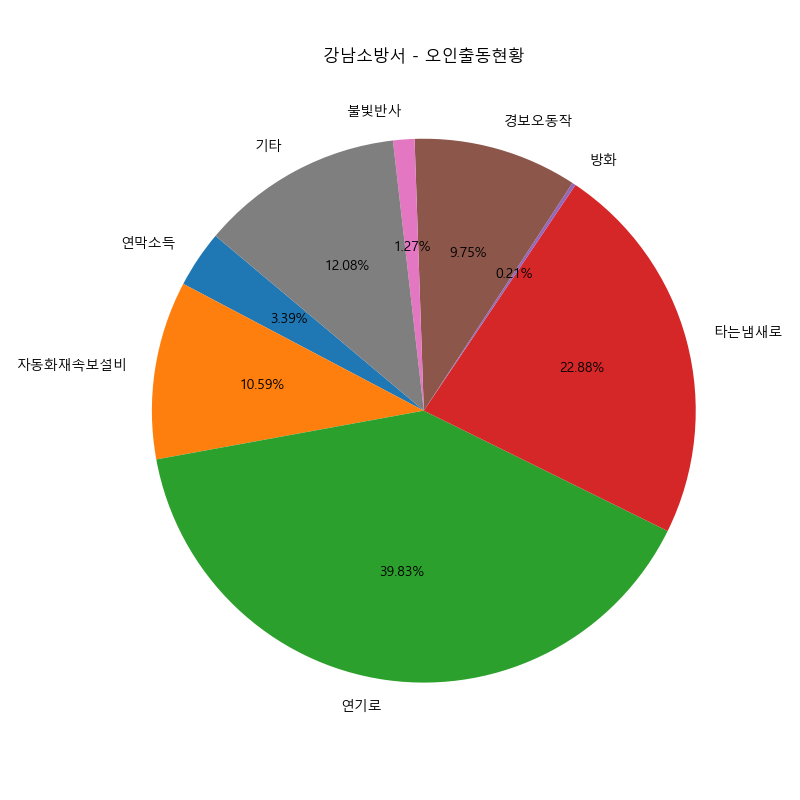 강남소방서 - 오인출동현황
불빛반사
경보오동작
기타
방화
연막소득
타는냄새로
자동화재속보설비
연기로
1.27%
9.75%
12.08%
0.21%
3.39%
22.88%
10.59%
39.83%